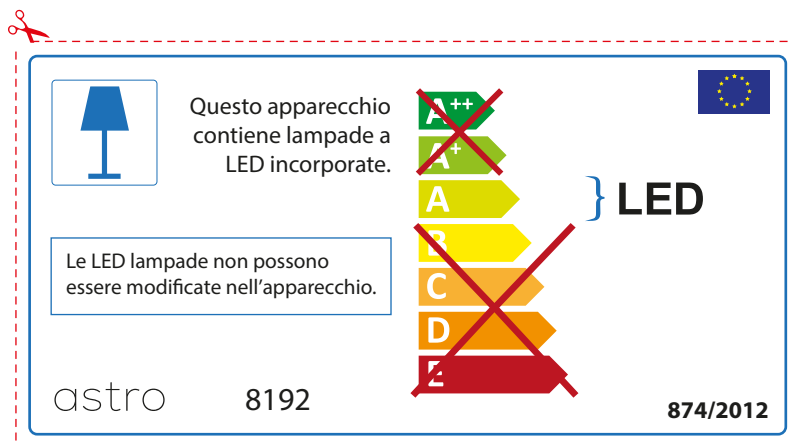 Questo apparecchio
contiene lampade a
LED incorporate.
Le LED lampade non possono
essere modificate nell'apparecchio.
A++
A+
A
B
C
D
E
LED
astro
8192
874/2012